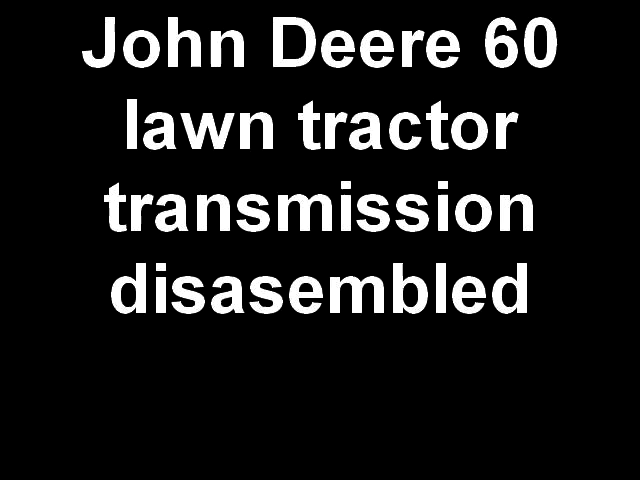 John Deere 60
lawn tractor
transmission
disasembled